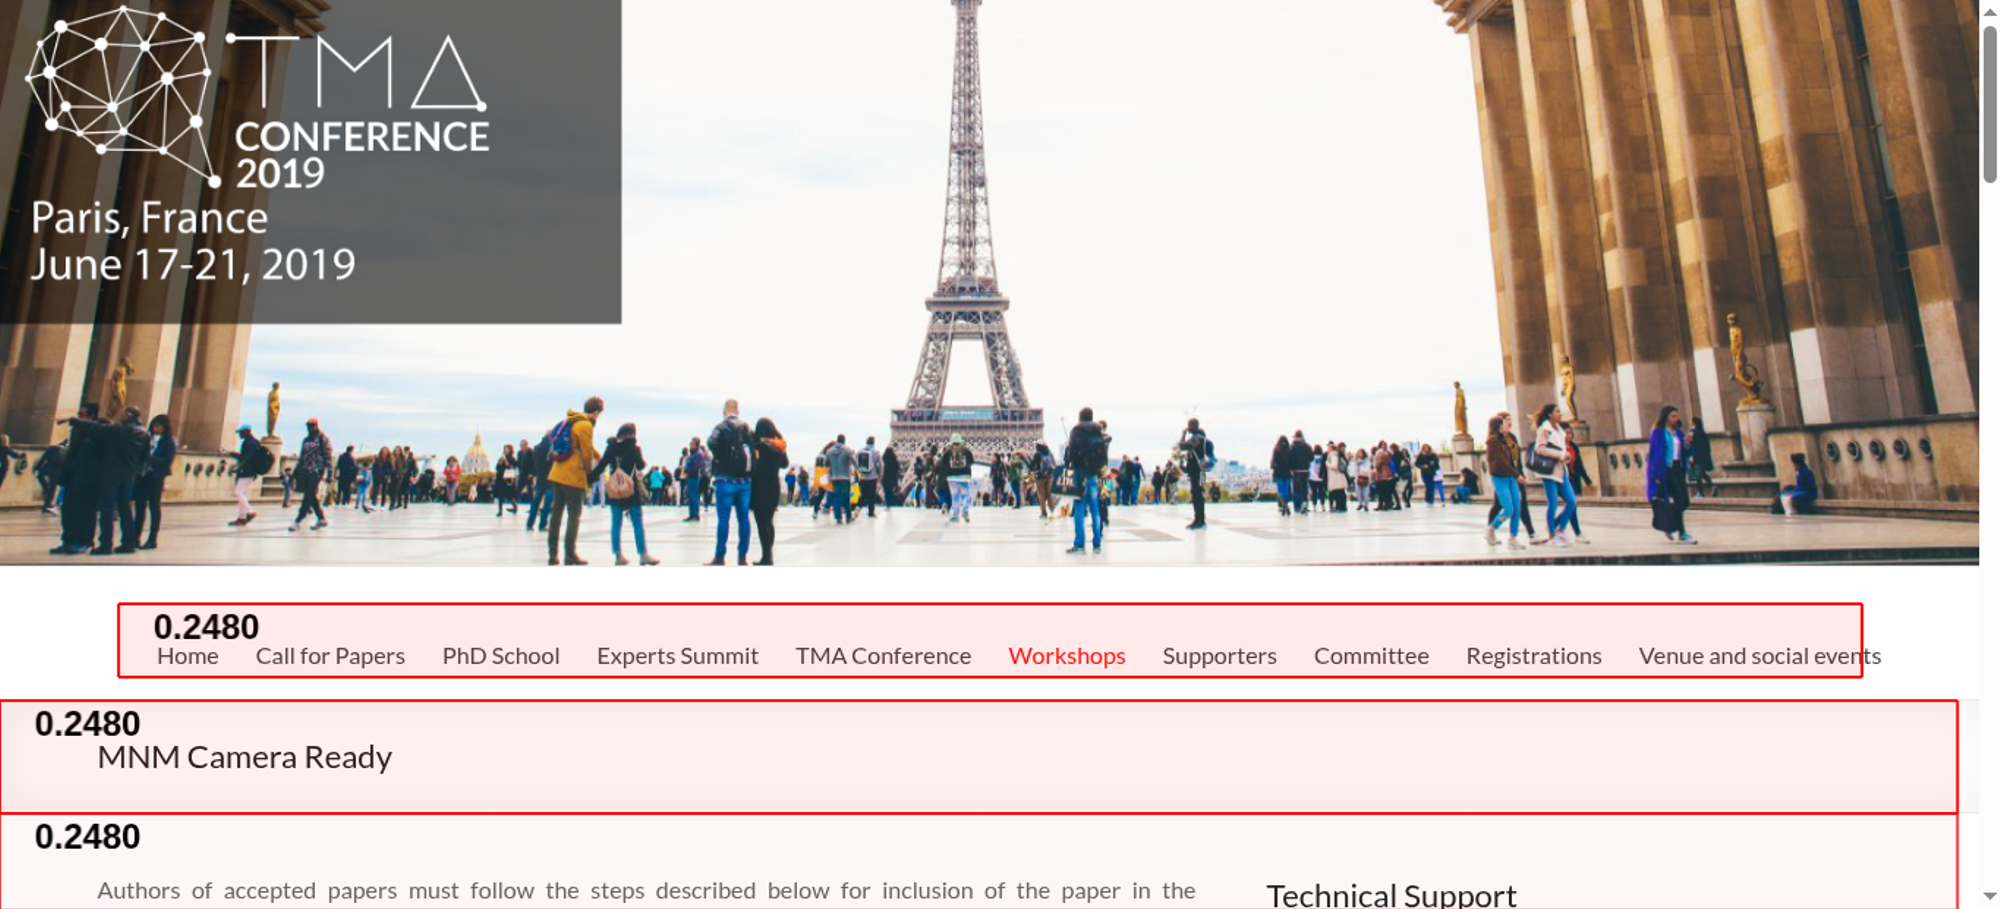 TMA
CONFERENCE
2019
Paris, France
June 17-21, 2019
0.2480
Home Call for Papers PhD School Experts Summit TMA Conference Workshops Supporters Committee Registrations Venue and social events
0.2480
MNM Camera Ready
0.2480
Authors of accepted papers must follow the steps described below for inclusion of the paper in the
Technical Support